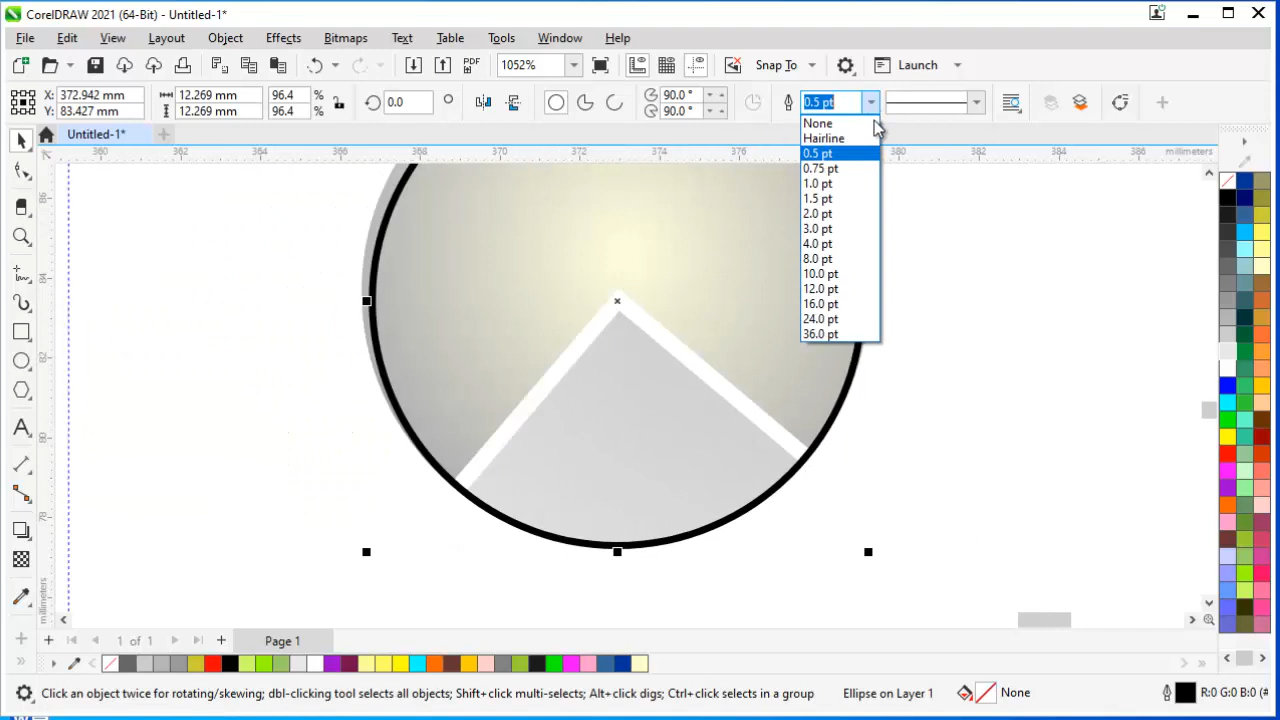 CorelDRAW 2021 (64-Bit) - Untitled-1*
File Edit View Layout Object Effects Bitmaps Text Table Tools Window Help
PDF 1052% Snap To Launch
X: 372.942 mm 12.269 mm 96.4 % 0.0 90.0 ° 0.5 pt
Y: 83.427 mm 12.269 mm 96.4 % 90.0 °
Untitled-1*
None
Hairline
0.5 pt
0.75 pt
1.0 pt
1.5 pt
2.0 pt
3.0 pt
4.0 pt
8.0 pt
10.0 pt
12.0 pt
16.0 pt
24.0 pt
36.0 pt
360 362 364 366 368 370 372 374 376 380 382 384 386 millimeters
86
84
82
80
78
millimeters
1 of 1 Page 1
Click an object twice for rotating/skewing; dbl-clicking tool selects all objects; Shift+click multi-selects; Alt+click digs; Ctrl+click selects in a group Ellipse on Layer 1 None R:0 G:0 B:0 (#